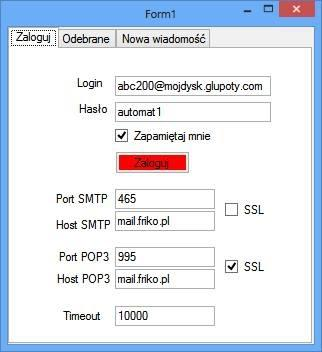 Form1
Zaloguj Odebrane Nowa wiadomość
Login abc200@mojdysk.glupoty.com
Hasło automat1
Zapamiętaj mnie
Zaloguj
Port SMTP 465
SSL
Host SMTP mail.friko.pl
Port POP3 995
SSL
Host POP3 mail.friko.pl
Timeout 10000